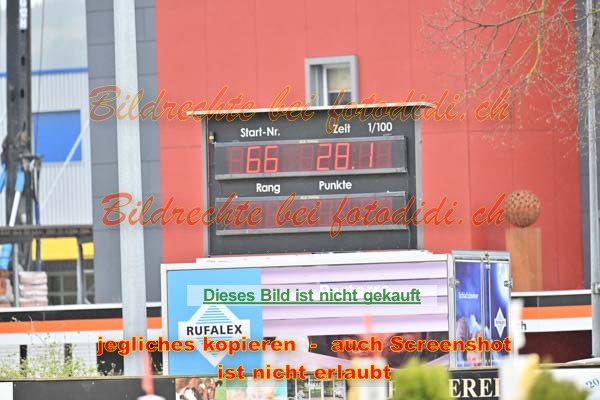 Bildrechte bei fotodidi.ch
Start-Nr. Zeit 1/100
66 28.1
Rang Punkte
Bildrechte bei fotodidi.ch
Dieses Bild ist nicht gekauft
RUFALEX
jegliches kopieren - auch Screenshot
ist nicht erlaubt
EREI